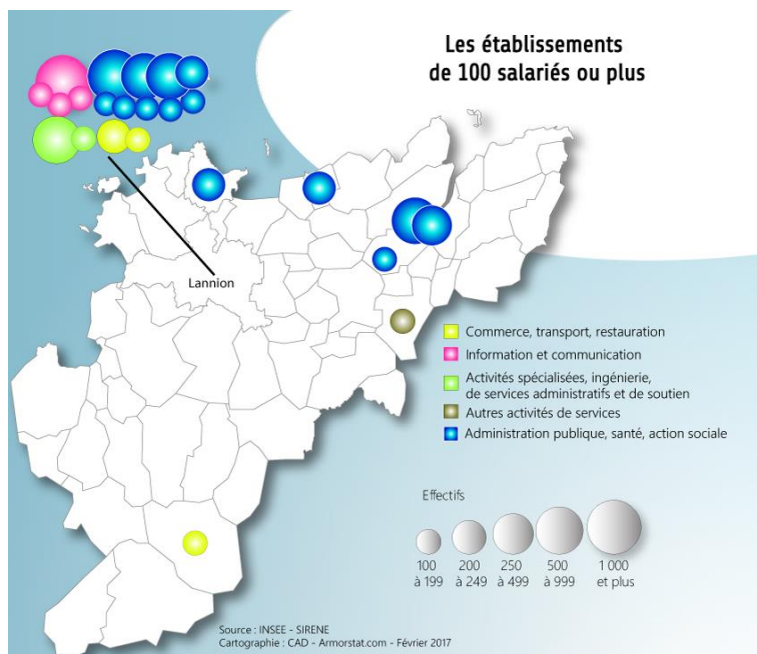 Les établissements
de 100 salariés ou plus
Lannion
Commerce, transport, restauration
Information et communication
Activités spécialisées, ingénierie,
de services administratifs et de soutien
Autres activités de services
Administration publique, santé, action sociale
Effectifs
100 200 250 500 1 000
à 199 à 249 à 499 à 999 et plus
Source : INSEE - SIRENE
Cartographie : CAD - Armorstat.com - Février 2017